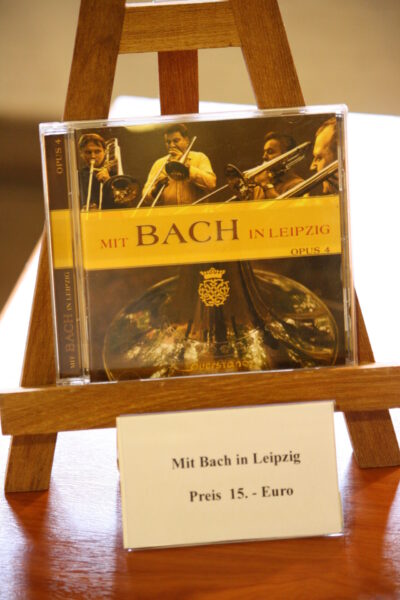 OPUS 4
MIT BACH IN LEIPZIG
MIT BACH IN LEIPZIG
OPUS 4
querstand
Mit Bach in Leipzig
Preis 15. - Euro